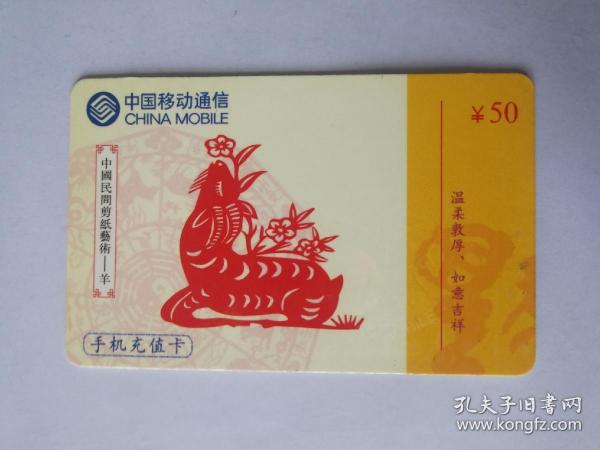 中国移动通信
CHINA MOBILE
¥50
中國民間剪紙藝術——羊
温柔敦厚，如意吉祥
手机充值卡
孔夫子旧书网
www.kongfz.com